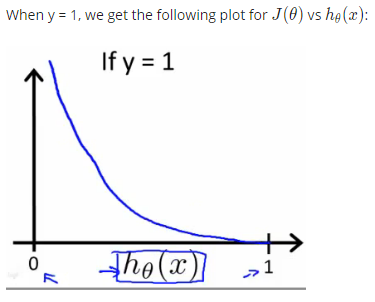 When y = 1, we get the following plot for J(θ) vs hθ(x):
If y = 1
0
hθ(x)
1